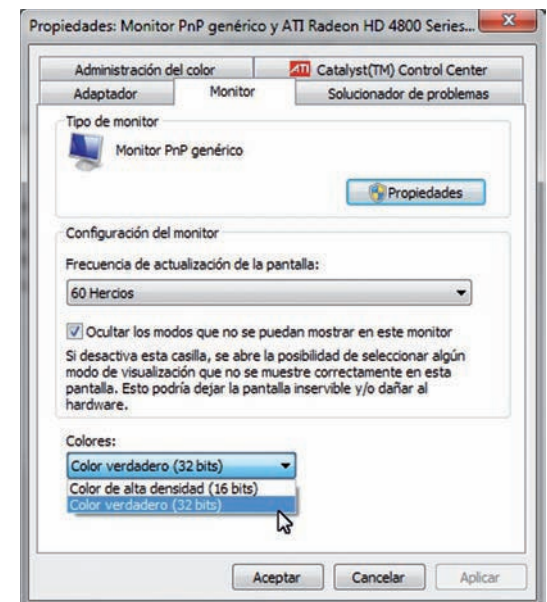 Propiedades: Monitor PnP genérico y ATI Radeon HD 4800 Series...
Administración del color
ATI Catalyst(TM) Control Center
Adaptador
Monitor
Solucionador de problemas
Tipo de monitor
Monitor PnP genérico
Propiedades
Configuración del monitor
Frecuencia de actualización de la pantalla:
60 Hercios
Ocultar los modos que no se puedan mostrar en este monitor
Si desactiva esta casilla, se abre la posibilidad de seleccionar algún
modo de visualización que no se muestre correctamente en esta
pantalla. Esto podría dejar la pantalla inservible y/o dañar al
hardware.
Colores:
Color verdadero (32 bits)
Color de alta densidad (16 bits)
Color verdadero (32 bits)
Aceptar
Cancelar
Aplicar